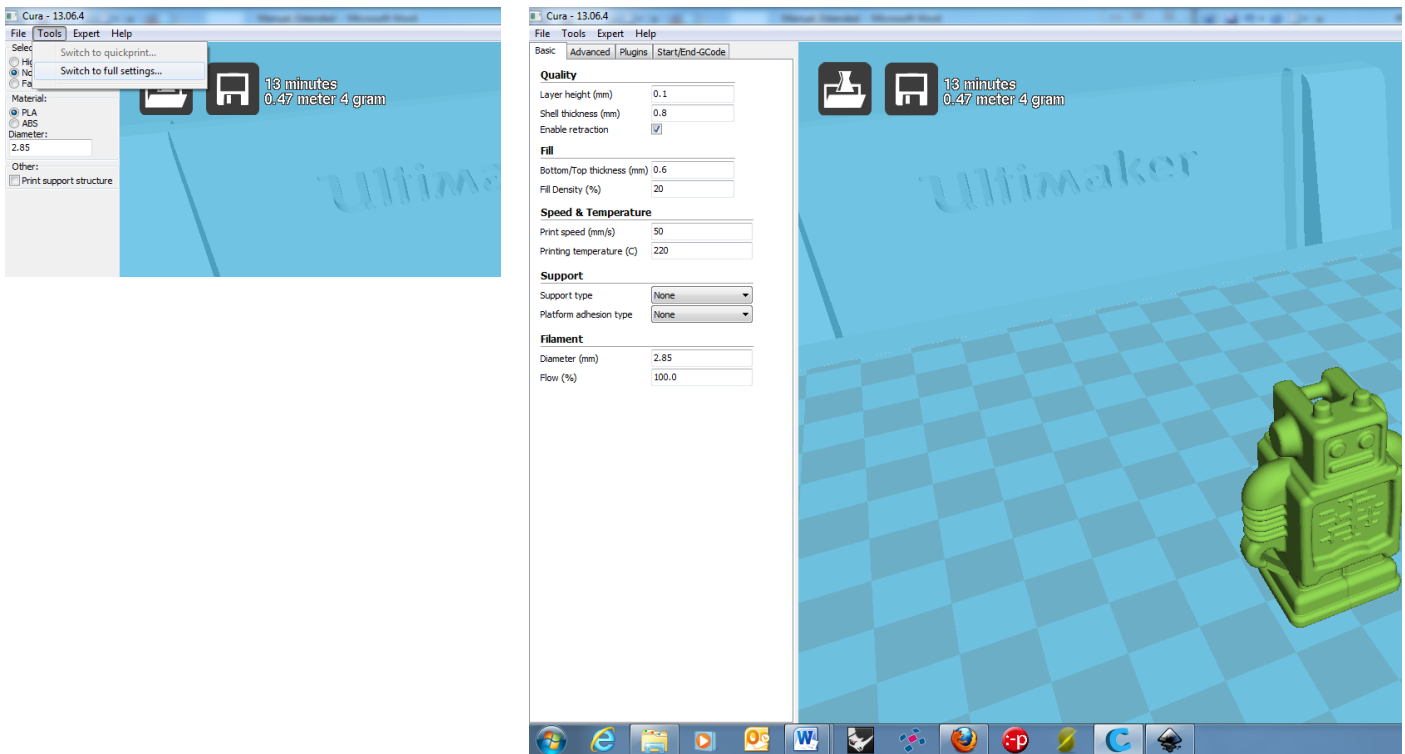 Cura - 13.06.4
File Tools Expert Help
Switch to quickprint...
Switch to full settings...
Material:
PLA
ABS
Diameter:
2.85
Other:
Print support structure
13 minutes
0.47 meter 4 gram
Ultimake
Cura - 13.06.4
File Tools Expert Help
Basic Advanced Plugins Start/End-GCode
Quality
Layer height (mm) 0.1
Shell thickness (mm) 0.8
Enable retraction
Fill
Bottom/Top thickness (mm) 0.6
Fill Density (%) 20
Speed & Temperature
Print speed (mm/s) 50
Printing temperature (C) 220
Support
Support type None
Platform adhesion type None
Filament
Diameter (mm) 2.85
Flow (%) 100.0
13 minutes
0.47 meter 4 gram
Ultimaker